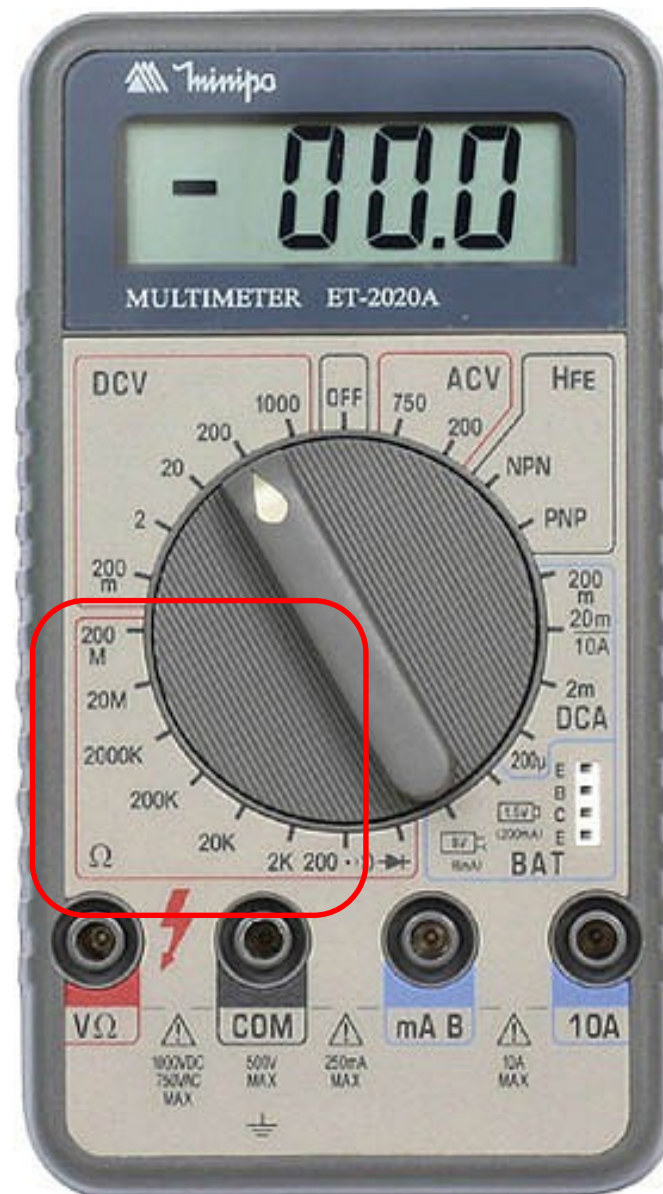 minipa
- 00.0
MULTIMETER ET-2020A
DCV
1000
OFF
750
ACV
HFE
200
200
20
NPN
2
PNP
200
m
200
m
200
M
20m
10A
20M
2m
DCA
2000K
200µ
E
B
C
E
200K
1.5V
(200mA)
20K
9V
Ω
2K
200
BAT
VΩ
COM
mA B
10A
1000VDC
750VAC
MAX
500V
MAX
250mA
MAX
10A
MAX